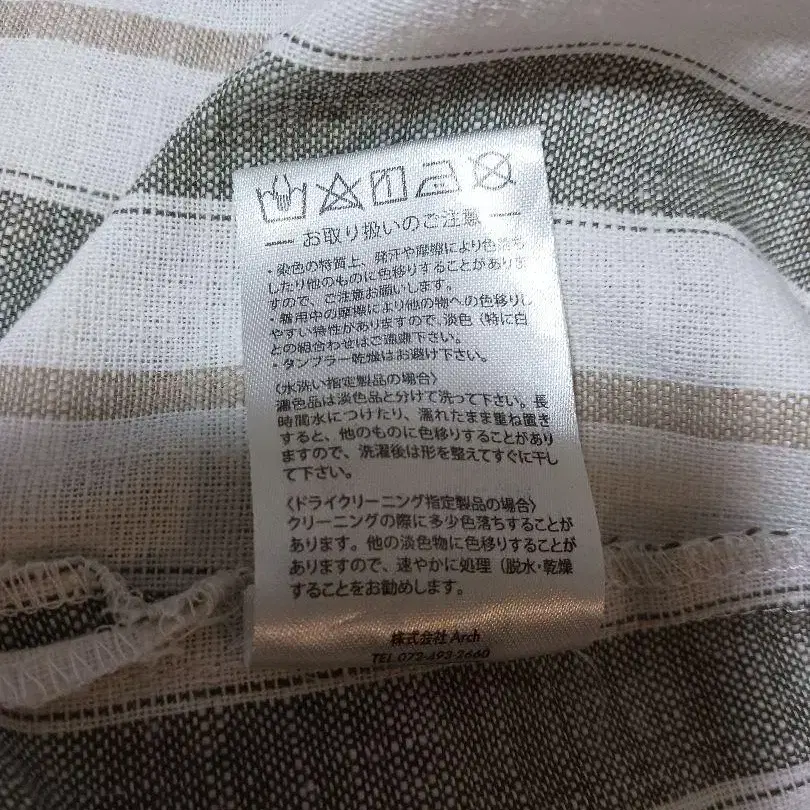 お取り扱いのご注意
・染色の特質上、発汗や摩擦により色落ち
したり他のものに色移りすることがありま
すので、ご注意お願いします。
・着用中の摩擦により他の物への色移りし
やすい特性がありますので、淡色(特に白
との組合わせはご遠慮下さい。
・タンブラー乾燥はお避け下さい。
〈水洗い指定製品の場合〉
濃色品は淡色品と分けて洗って下さい。長
時間水につけたり、濡れたまま重ね置き
すると、他のものに色移りすることがあり
ますので、洗濯後は形を整えてすぐに干し
て下さい。
〈ドライクリーニング指定製品の場合〉
クリーニングの際に多少色落ちすることが
あります。他の淡色物に色移りすることが
ありますので、速やかに処理(脱水・乾燥
することをお勧めします。
株式会社 Arch
TEL 072-493-2660